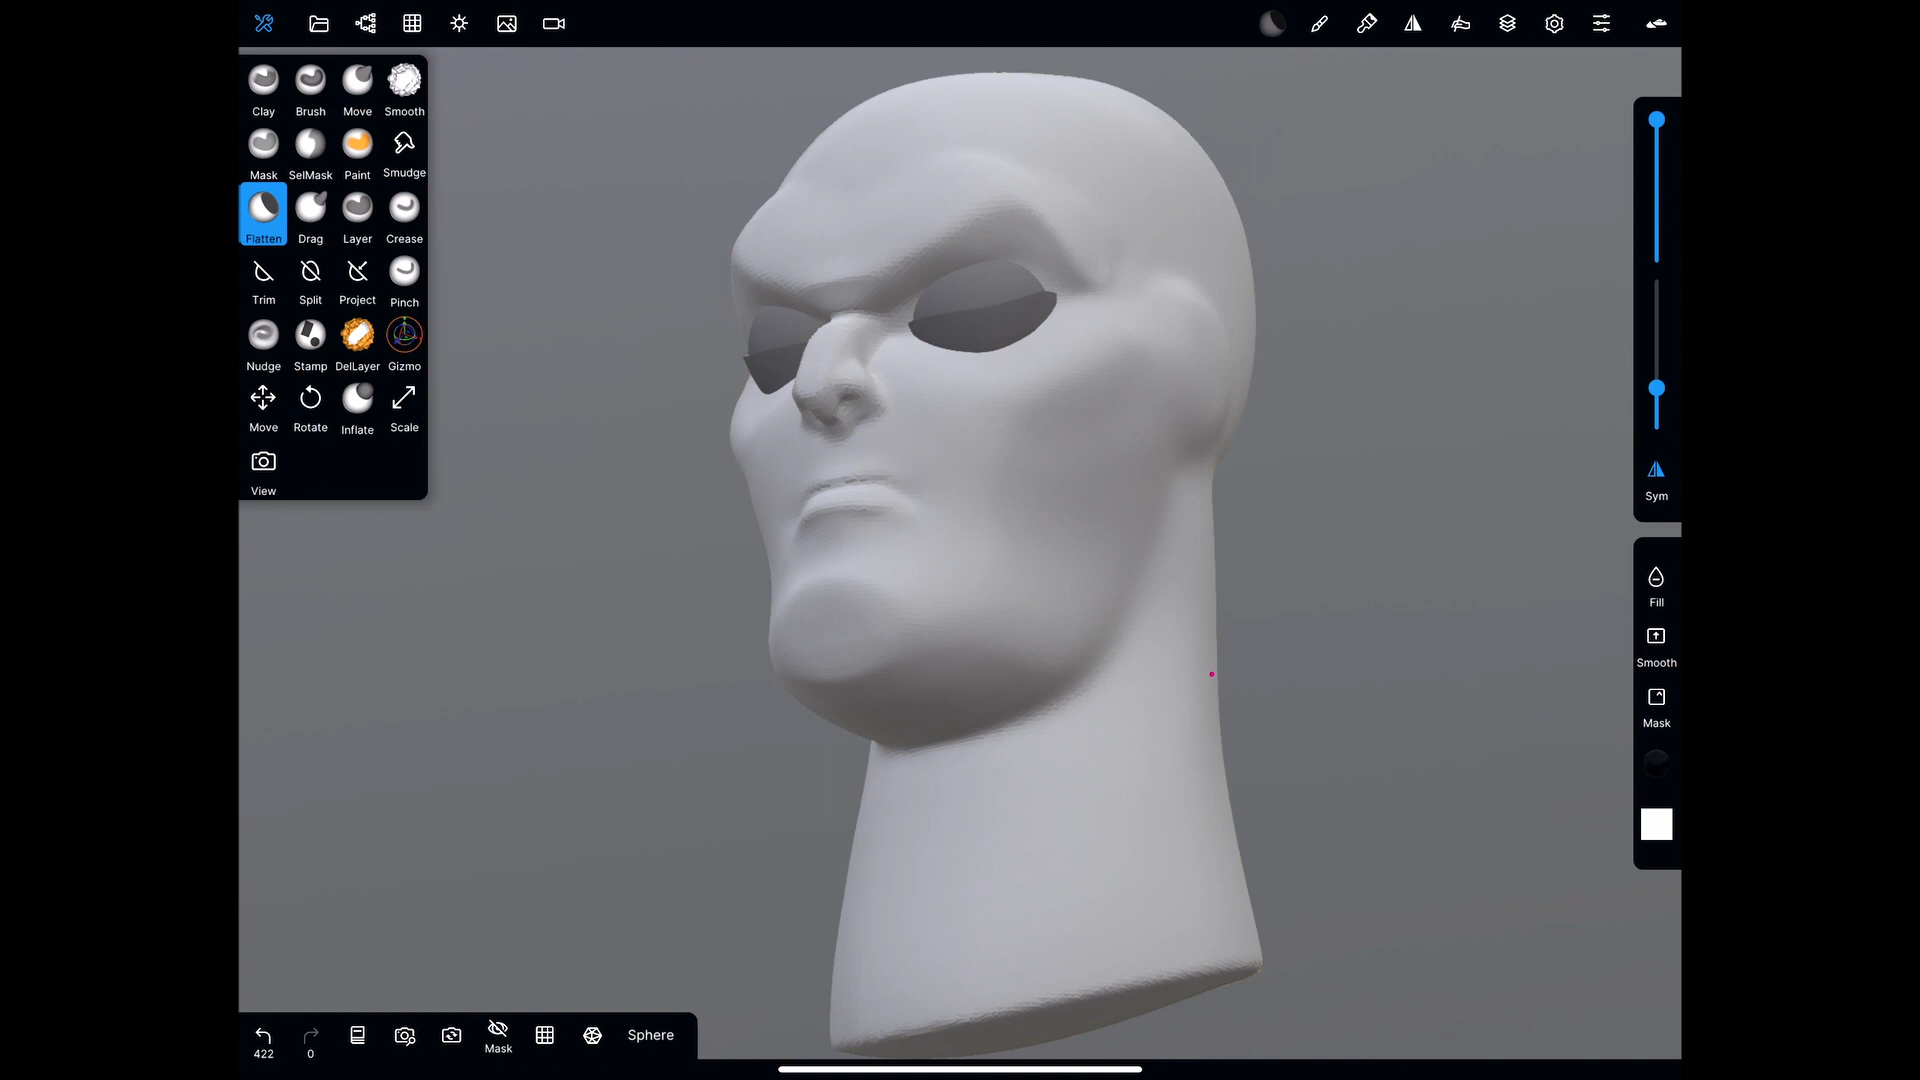 Clay Brush Move Smooth
Mask SelMask Paint Smudge
Flatten Drag Layer Crease
Trim Split Project Pinch
Nudge Stamp DelLayer Gizmo
Move Rotate Inflate Scale
View
Sym
Fill
Smooth
Mask
422 0 Mask Sphere